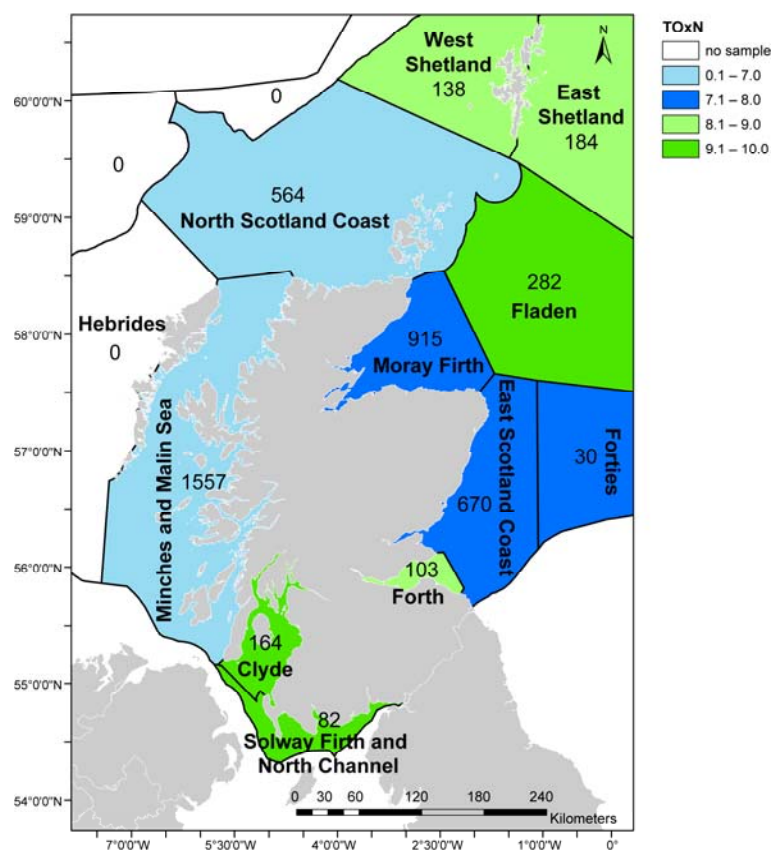 TOxN
no sample
0.1 – 7.0
7.1 – 8.0
8.1 – 9.0
9.1 – 10.0
N
West
Shetland
138
East
Shetland
184
0
0
564
North Scotland Coast
282
Fladen
Hebrides
0
915
Moray Firth
East Scotland Coast
670
Forties
30
Minches and Malin Sea
1557
103
Forth
164
Clyde
82
Solway Firth and
North Channel
0 30 60 120 180 240
Kilometers
60°0'0"N
59°0'0"N
58°0'0"N
57°0'0"N
56°0'0"N
55°0'0"N
54°0'0"N
7°0'0"W 5°30'0"W 4°0'0"W 2°30'0"W 1°0'0"W 0°